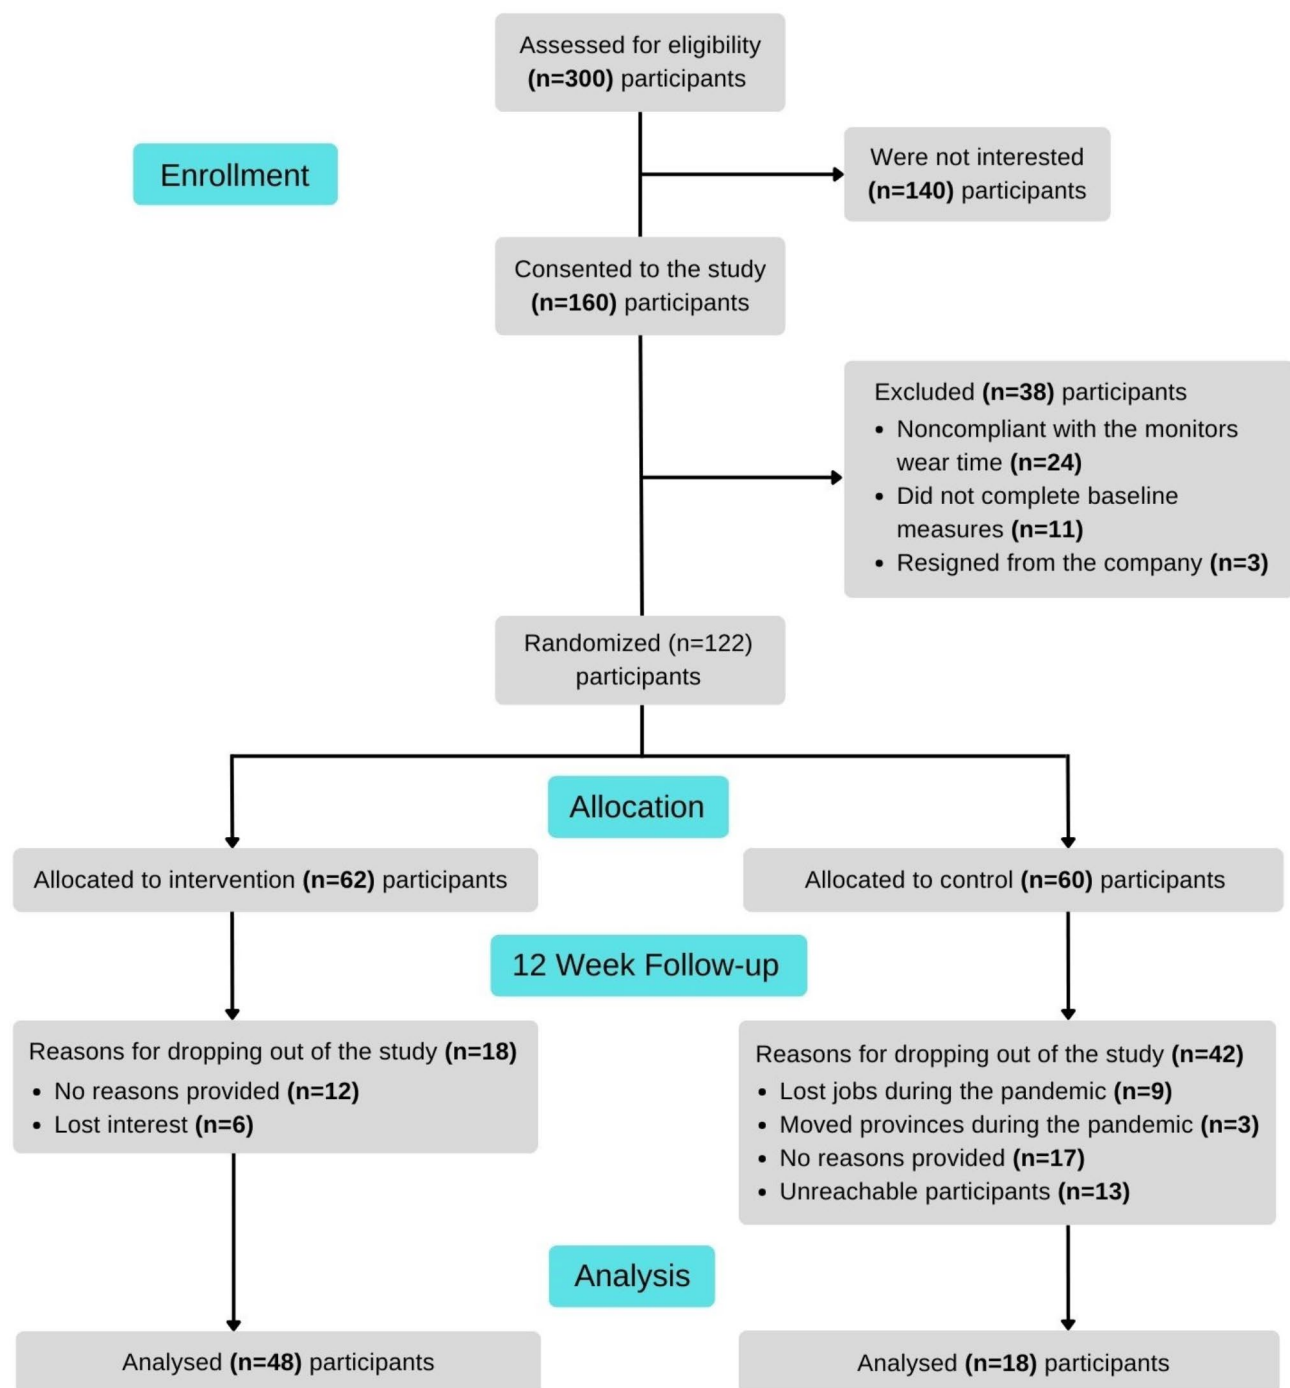 Assessed for eligibility
(n=300) participants
Enrollment
Were not interested
(n=140) participants
Consented to the study
(n=160) participants
Excluded (n=38) participants
• Noncompliant with the monitors
wear time (n=24)
• Did not complete baseline
measures (n=11)
• Resigned from the company (n=3)
Randomized (n=122)
participants
Allocation
Allocated to intervention (n=62) participants
Allocated to control (n=60) participants
12 Week Follow-up
Reasons for dropping out of the study (n=18)
• No reasons provided (n=12)
• Lost interest (n=6)
Reasons for dropping out of the study (n=42)
• Lost jobs during the pandemic (n=9)
• Moved provinces during the pandemic (n=3)
• No reasons provided (n=17)
• Unreachable participants (n=13)
Analysis
Analysed (n=48) participants
Analysed (n=18) participants